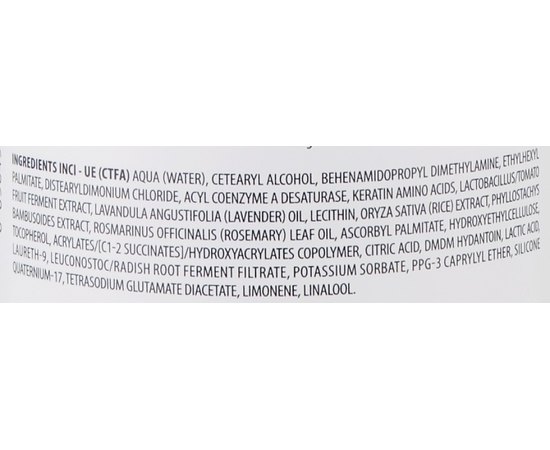 INGREDIENTS INCI - UE (CTFA) AQUA (WATER), CETEARYL ALCOHOL, BEHENAMIDOPROPYL DIMETHYLAMINE, ETHYLHEXYL
PALMITATE, DISTEARYLDIMONIUM CHLORIDE, ACYL COENZYME A DESATURASE, KERATIN AMINO ACIDS, LACTOBACILLUS/TOMATO
FRUIT FERMENT EXTRACT, LAVANDULA ANGUSTIFOLIA (LAVENDER) OIL, LECITHIN, ORYZA SATIVA (RICE) EXTRACT, PHYLLOSTACHYS
BAMBUSOIDES EXTRACT, ROSMARINUS OFFICINALIS (ROSEMARY) LEAF OIL, ASCORBYL PALMITATE, HYDROXYETHYLCELLULOSE,
TOCOPHEROL, ACRYLATES/[C1-2 SUCCINATES]/HYDROXYACRYLATES COPOLYMER, CITRIC ACID, DMDM HYDANTOIN, LACTIC ACID,
LAURETH-9, LEUCONOSTOC/RADISH ROOT FERMENT FILTRATE, POTASSIUM SORBATE, PPG-3 CAPRYLYL ETHER, SILICONE
QUATERNIUM-17, TETRASODIUM GLUTAMATE DIACETATE, LIMONENE, LINALOOL.